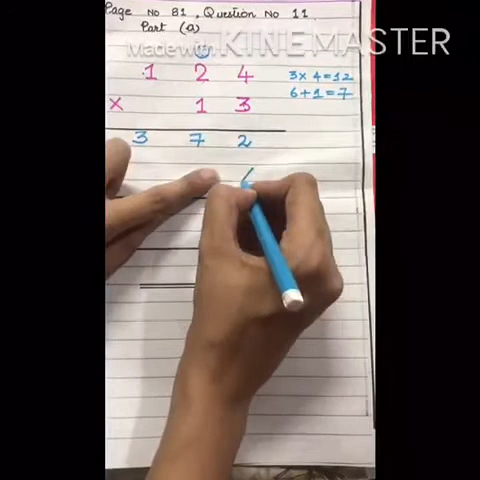 Page No 81, Question No 11.
Part (a)
Made with KINEMASTER
1 2 4
3 x 4 = 12
6 + 1 = 7
x 1 3
3 7 2